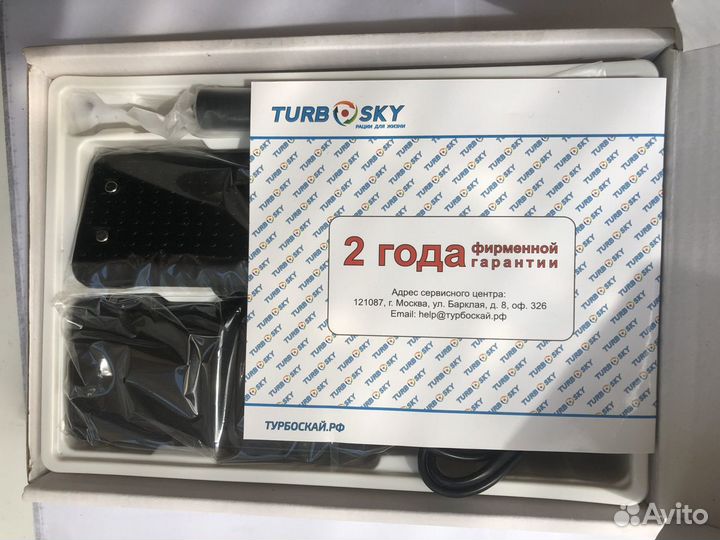 TURBOSKY
РАЦИИ ДЛЯ ЖИЗНИ
2 года фирменной гарантии
Адрес сервисного центра:
121087, г. Москва, ул. Барклая, д. 8, оф. 326
Email: help@турбоскай.рф
ТУРБОСКАЙ.РФ
Avito